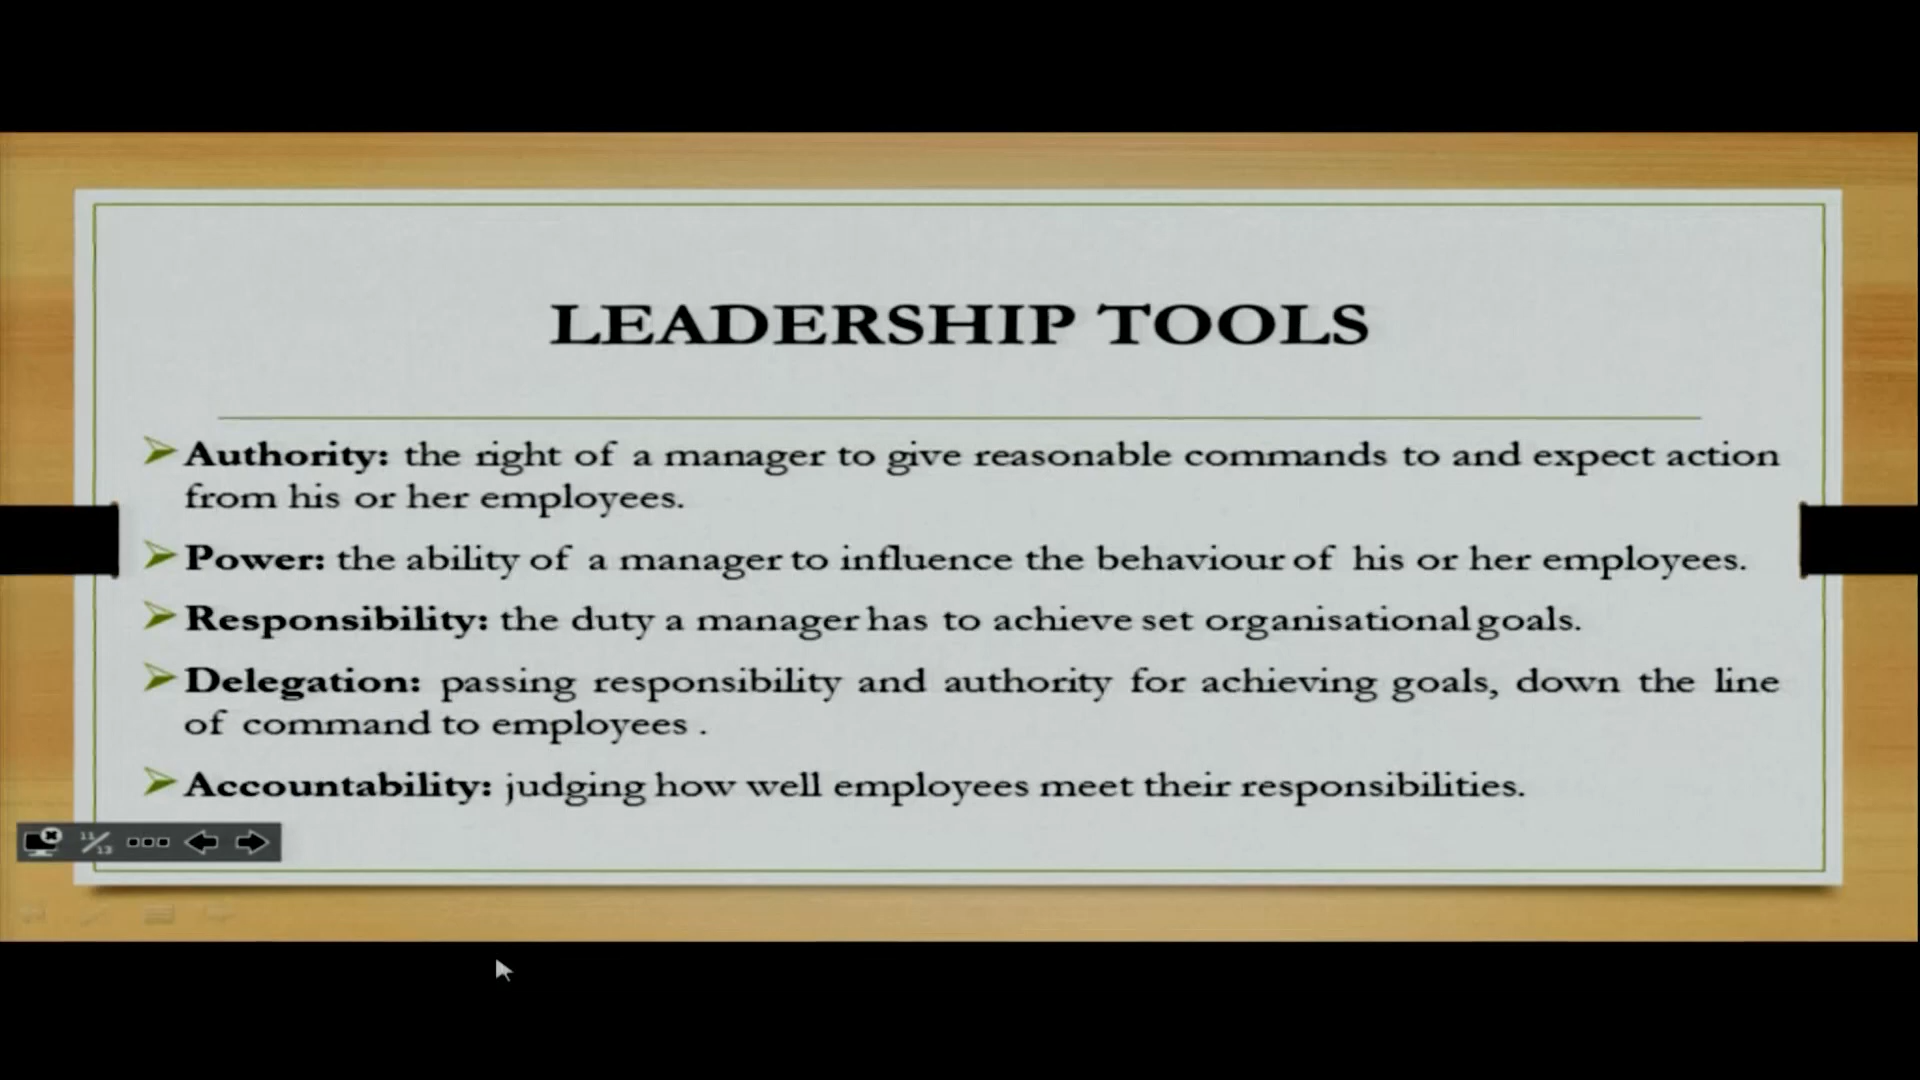 LEADERSHIP TOOLS
Authority: the right of a manager to give reasonable commands to and expect action
from his or her employees.
Power: the ability of a manager to influence the behaviour of his or her employees.
Responsibility: the duty a manager has to achieve set organisational goals.
Delegation: passing responsibility and authority for achieving goals, down the line
of command to employees .
Accountability: judging how well employees meet their responsibilities.
11/13